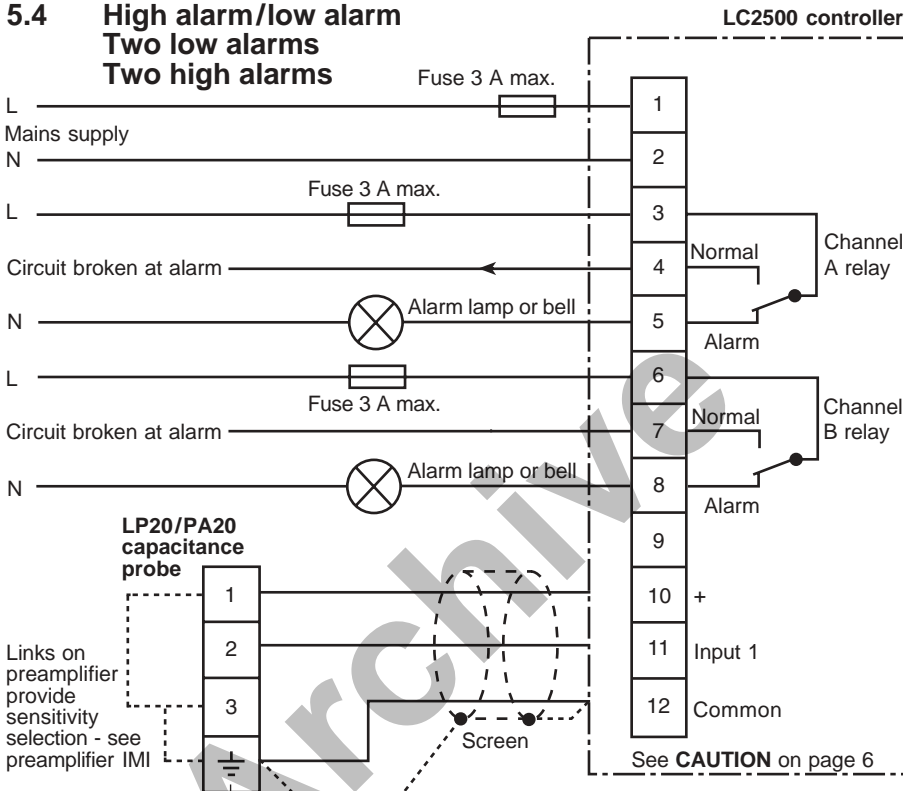 5.4 High alarm/low alarm
Two low alarms
Two high alarms
LC2500 controller
Fuse 3 A max.
L
1
Mains supply
N
2
Fuse 3 A max.
L
3
Channel
A relay
Circuit broken at alarm
4
Normal
N
Alarm lamp or bell
5
Alarm
L
6
Fuse 3 A max.
Channel
B relay
Circuit broken at alarm
7
Normal
N
Alarm lamp or bell
8
Alarm
LP20/PA20
capacitance
probe
9
1
10
+
2
11
Input 1
3
12
Common
Links on
preamplifier
provide
sensitivity
selection - see
preamplifier IMI
Screen
See CAUTION on page 6
Archive